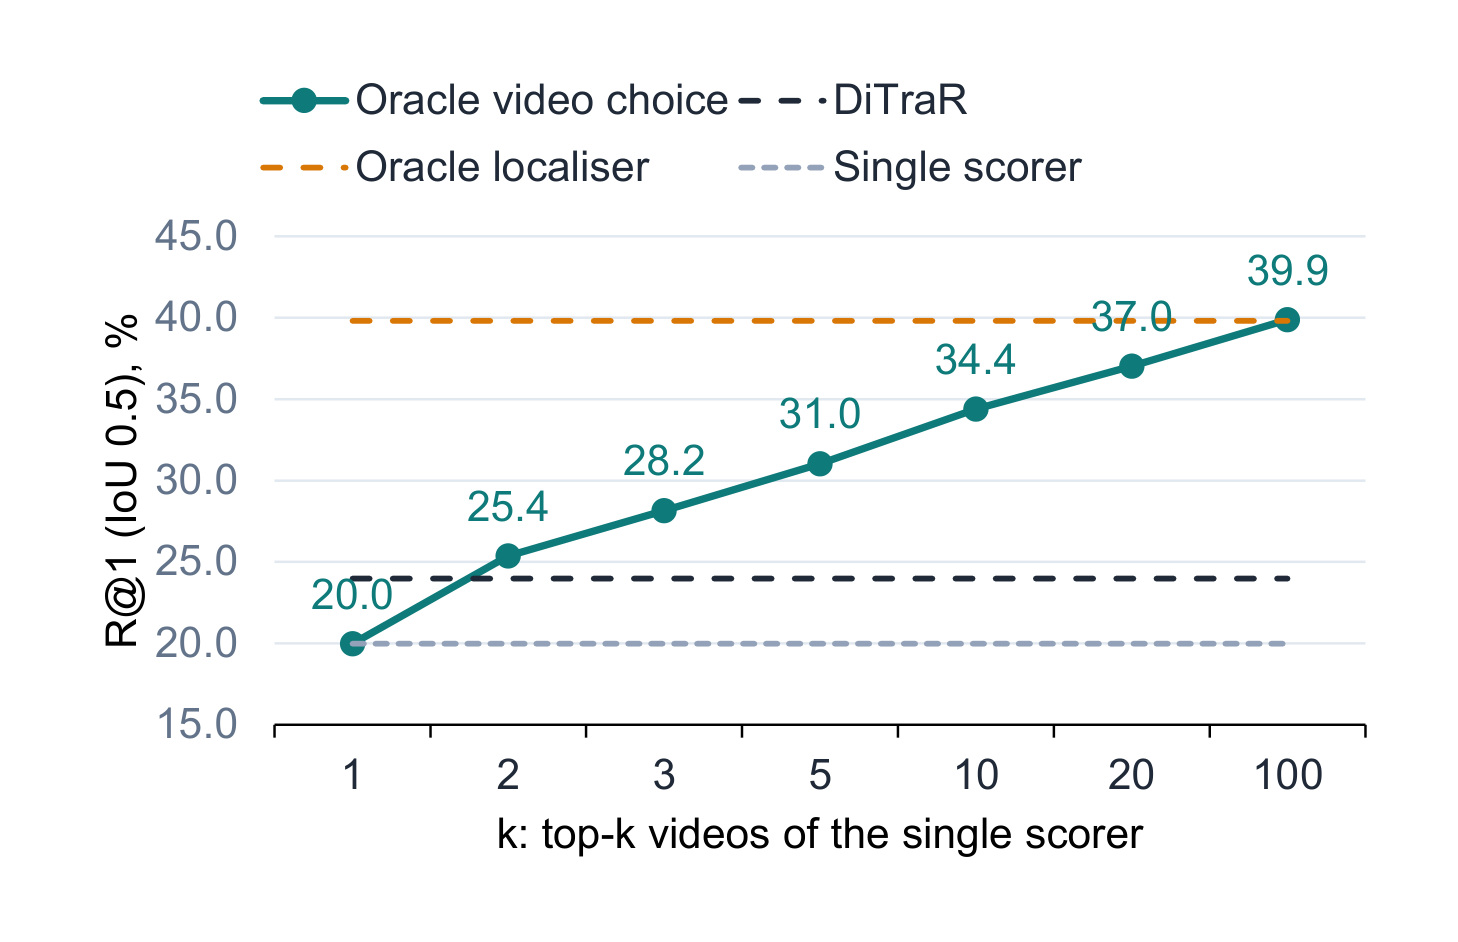 Oracle video choice DiTraR
Oracle localiser Single scorer
45.0
40.0
35.0
30.0
25.0
20.0
15.0
R@1 (IoU 0.5), %
20.0
25.4
28.2
31.0
34.4
37.0
39.9
1 2 3 5 10 20 100
k: top-k videos of the single scorer